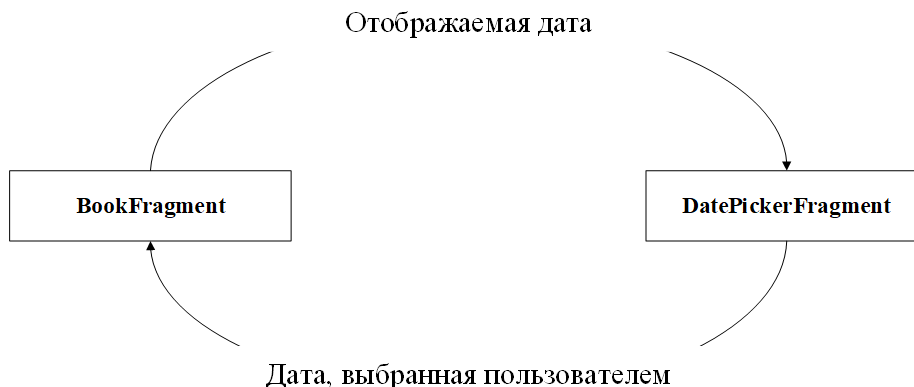 Отображаемая дата
BookFragment
DatePickerFragment
Дата, выбранная пользователем